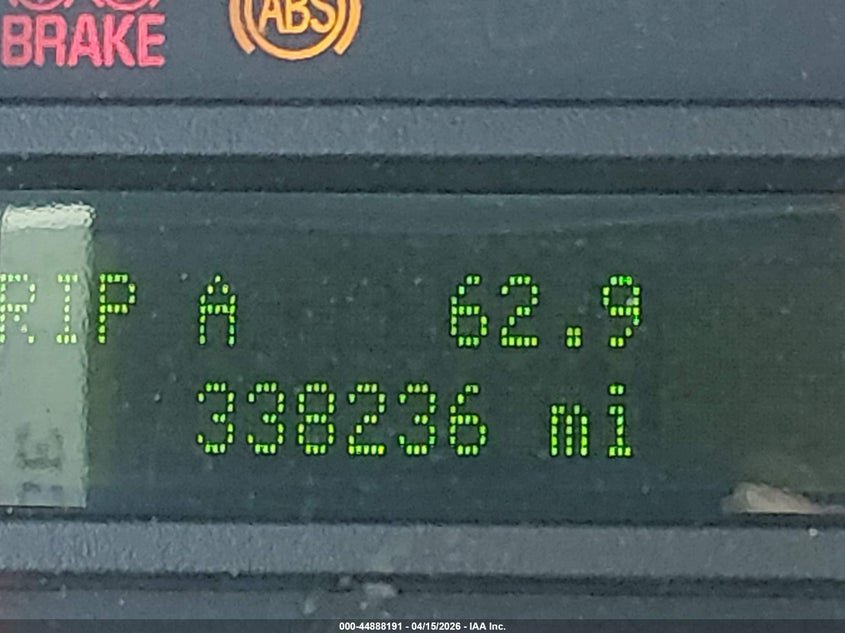 BRAKE ABS
RIP A 62.9
338236 mi
000-44888191 - 04/15/2026 - IAA Inc.